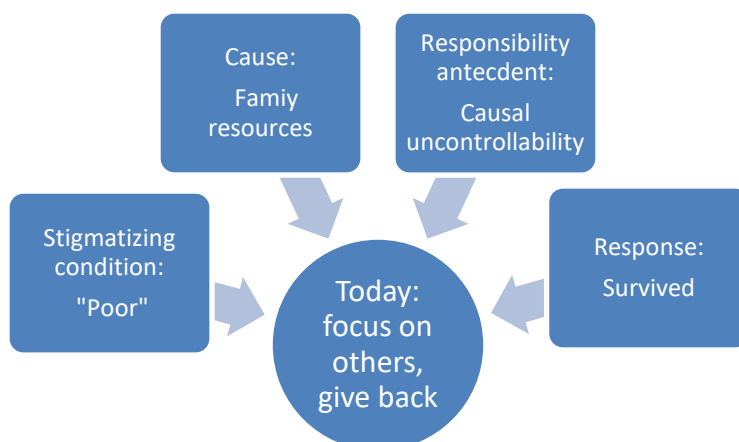 Cause:
Famiy
resources
Responsibility
antecdent:
Causal
uncontrollability
Stigmatizing
condition:
"Poor"
Response:
Survived
Today:
focus on
others,
give back